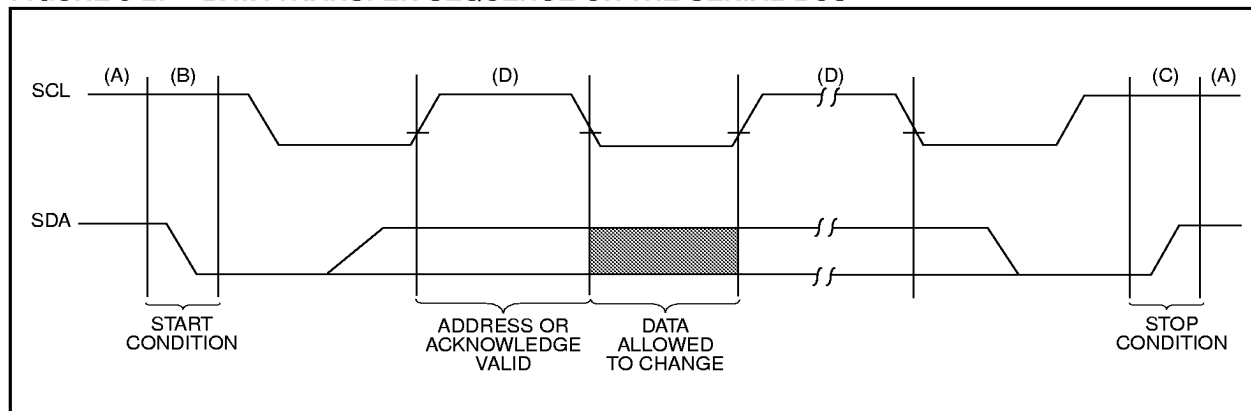 (A) (B) (D) (D) (C) (A)
SCL
SDA
START
CONDITION
ADDRESS OR
ACKNOWLEDGE
VALID
DATA
ALLOWED
TO CHANGE
STOP
CONDITION